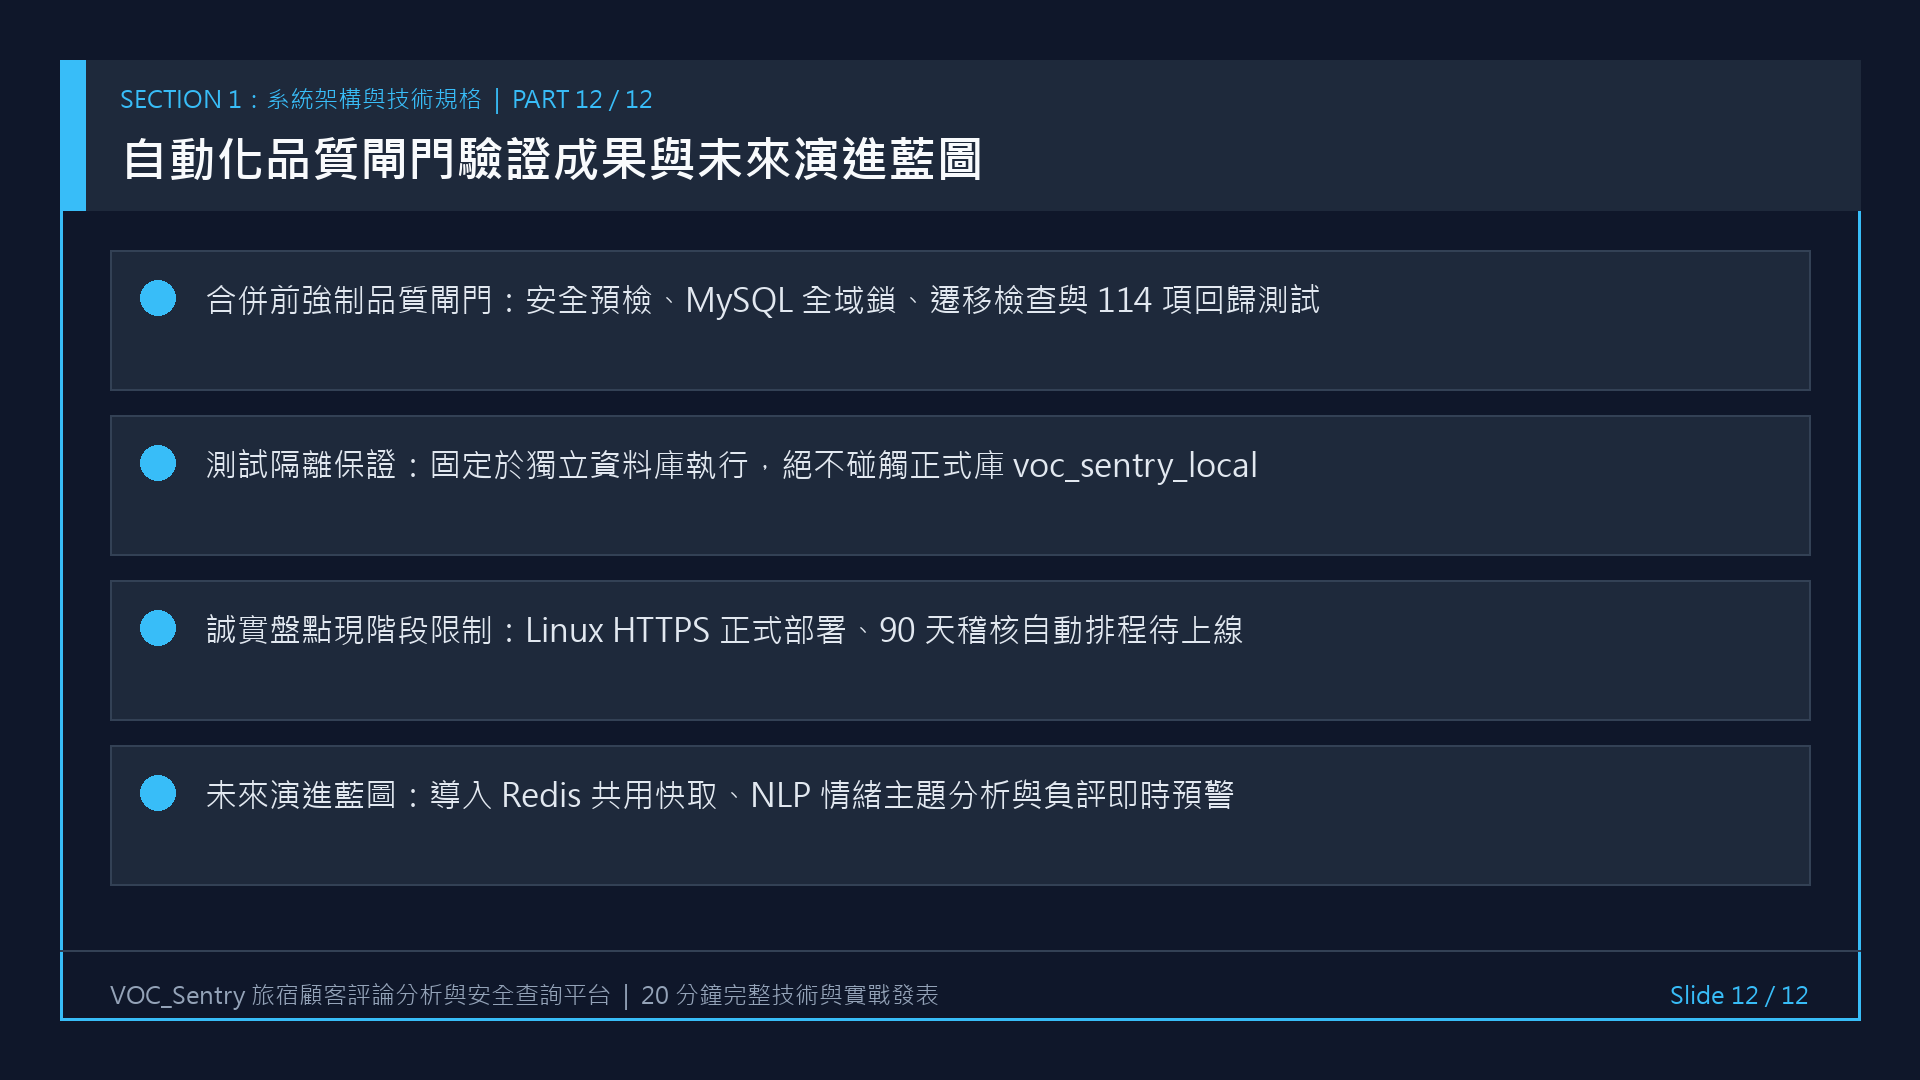 SECTION 1：系統架構與技術規格 | PART 12 / 12
自動化品質閘門驗證成果與未來演進藍圖
合併前強制品質閘門：安全預檢、MySQL 全域鎖、遷移檢查與 114 項回歸測試
測試隔離保證：固定於獨立資料庫執行，絕不碰觸正式庫 voc_sentry_local
誠實盤點現階段限制：Linux HTTPS 正式部署、90 天稽核自動排程待上線
未來演進藍圖：導入 Redis 共用快取、NLP 情緒主題分析與負評即時預警
VOC_Sentry 旅宿顧客評論分析與安全查詢平台 | 20 分鐘完整技術與實戰發表
Slide 12 / 12